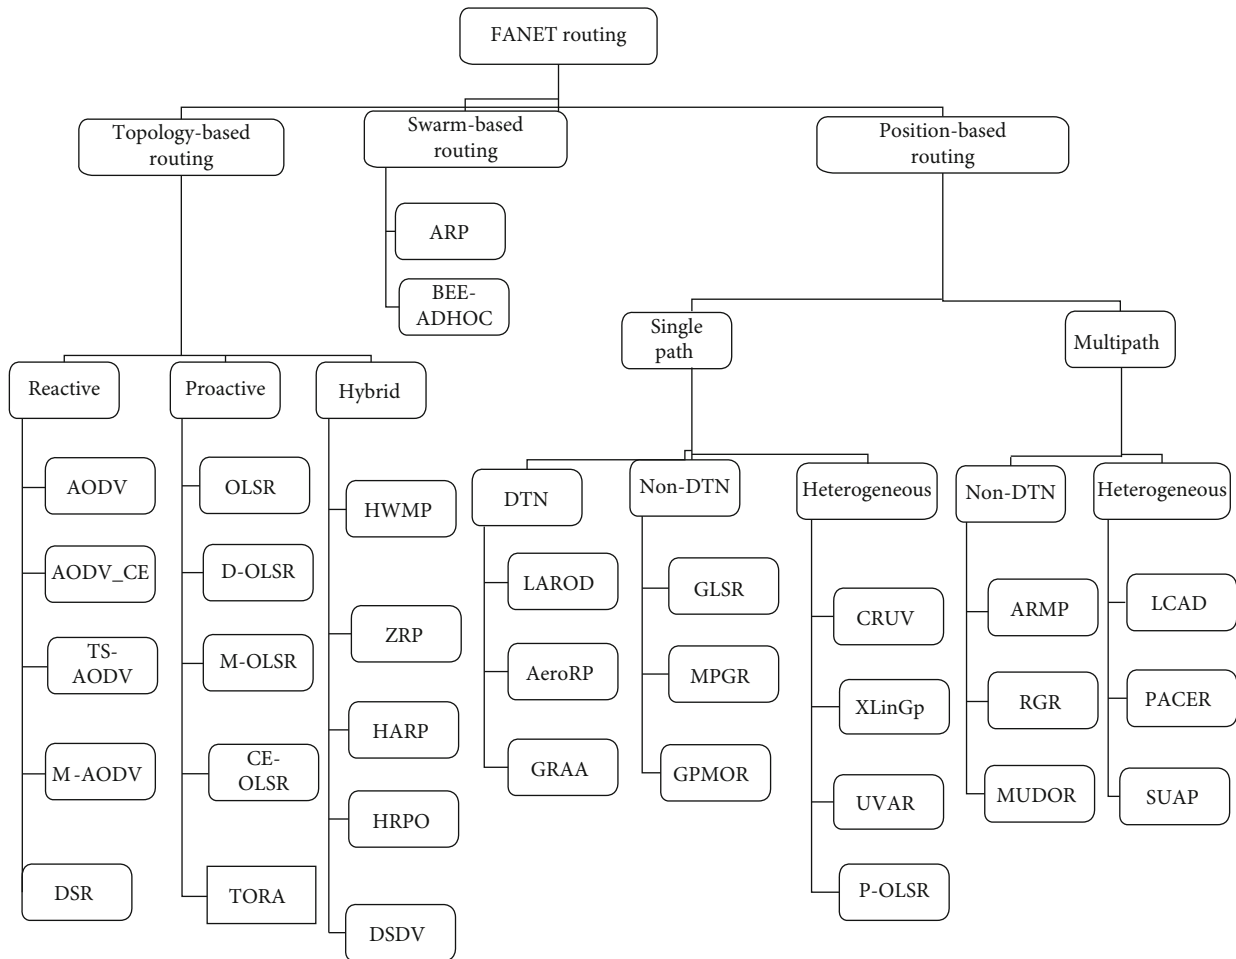 FANET routing
Topology-based
routing
Swarm-based
routing
Position-based
routing
ARP
BEE-
ADHOC
Single
path
Multipath
Reactive
Proactive
Hybrid
AODV
AODV_CE
TS-
AODV
M-AODV
DSR
OLSR
D-OLSR
M-OLSR
CE-
OLSR
TORA
HWMP
ZRP
HARP
HRPO
DSDV
DTN
LAROD
AeroRP
GRAA
Non-DTN
GLSR
MPGR
GPMOR
Heterogeneous
CRUV
XLinGp
UVAR
P-OLSR
Non-DTN
ARMP
RGR
MUDOR
Heterogeneous
LCAD
PACER
SUAP